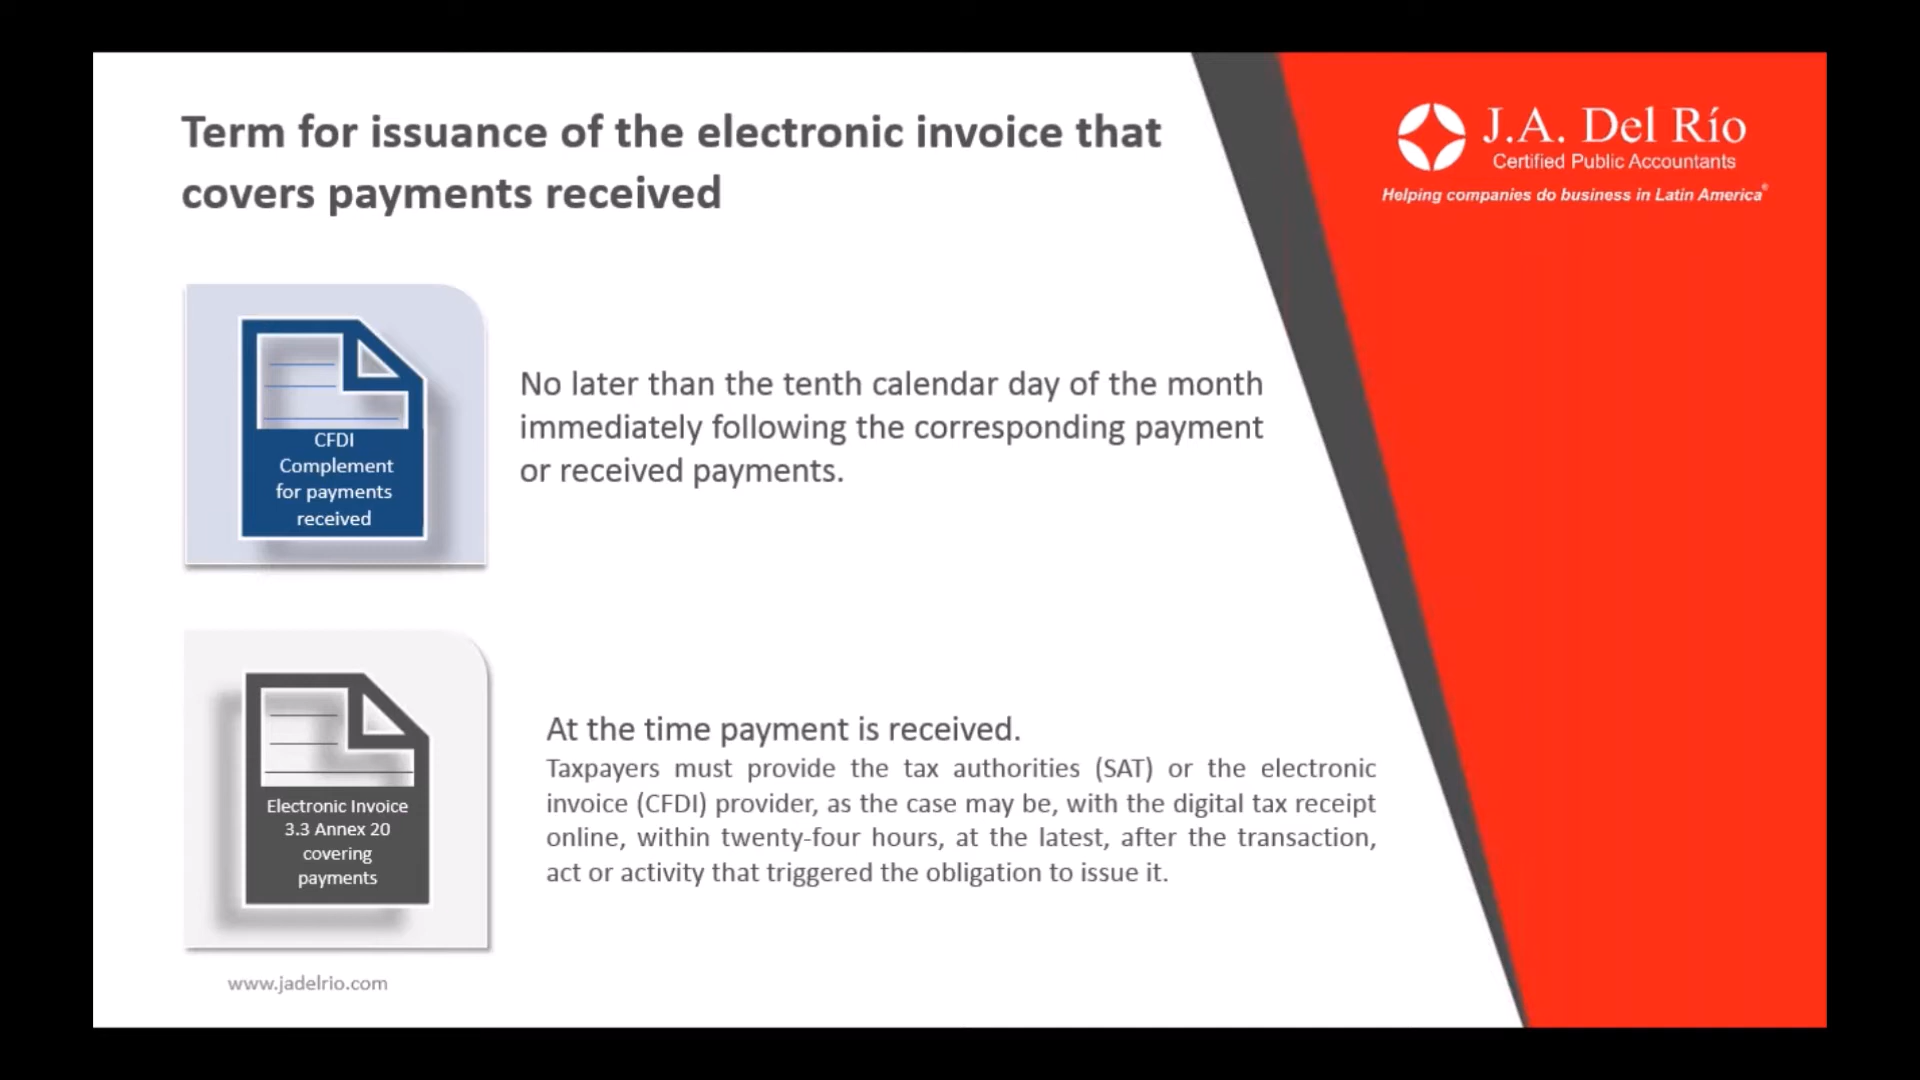 Term for issuance of the electronic invoice that
covers payments received
J.A. Del Río
Certified Public Accountants
Helping companies do business in Latin America®
CFDI
Complement
for payments
received
No later than the tenth calendar day of the month
immediately following the corresponding payment
or received payments.
Electronic Invoice
3.3 Annex 20
covering
payments
At the time payment is received.
Taxpayers must provide the tax authorities (SAT) or the electronic
invoice (CFDI) provider, as the case may be, with the digital tax receipt
online, within twenty-four hours, at the latest, after the transaction,
act or activity that triggered the obligation to issue it.
www.jadelrio.com